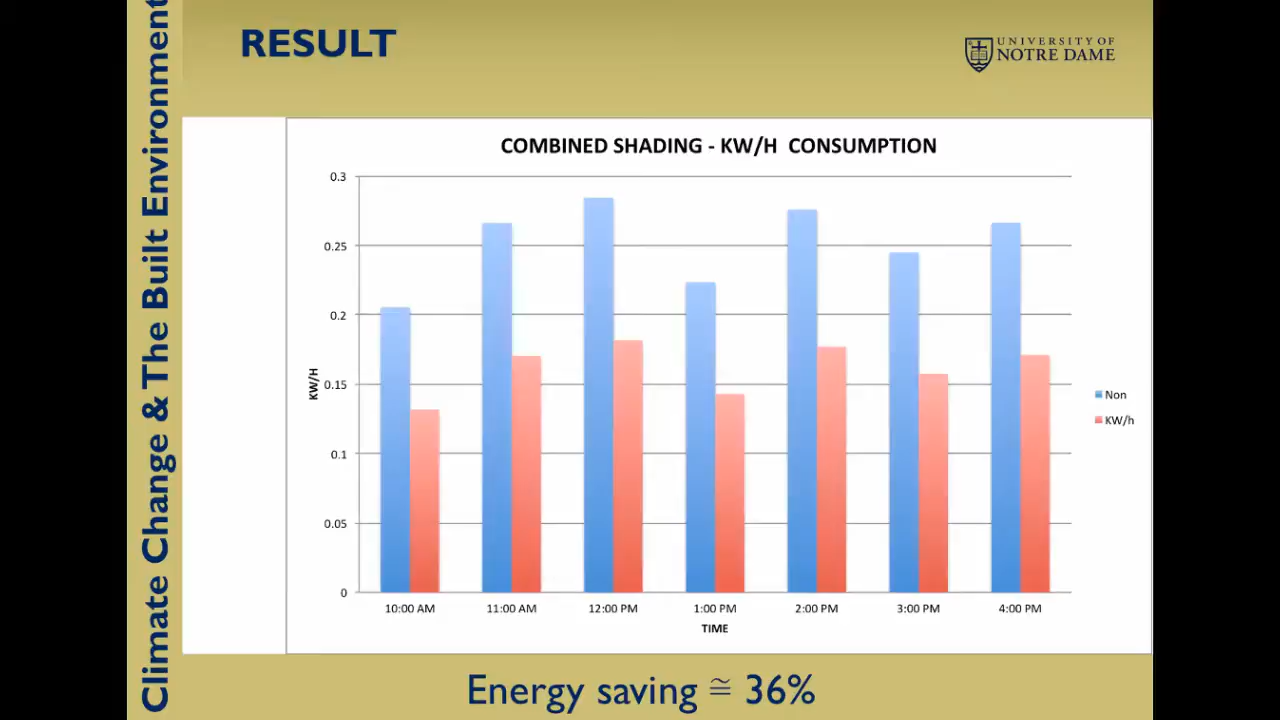 Climate Change & The Built Environment
RESULT
UNIVERSITY OF
NOTRE DAME
COMBINED SHADING - KW/H CONSUMPTION
0.3
0.25
0.2
0.15
0.1
0.05
0
KW/H
10:00 AM 11:00 AM 12:00 PM 1:00 PM 2:00 PM 3:00 PM 4:00 PM
TIME
Non
KW/h
Energy saving ≅ 36%